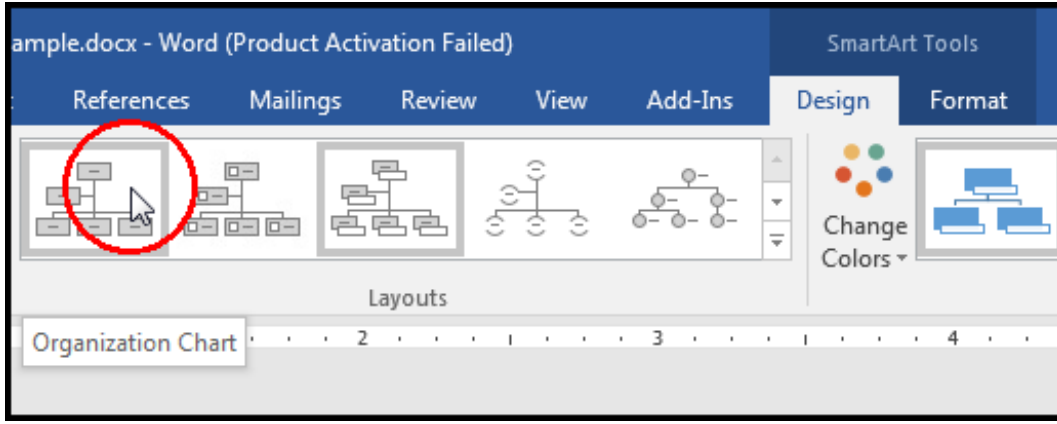 ample.docx - Word (Product Activation Failed)
SmartArt Tools
References Mailings Review View Add-Ins Design Format
Change
Colors
Layouts
Organization Chart
2 3 4